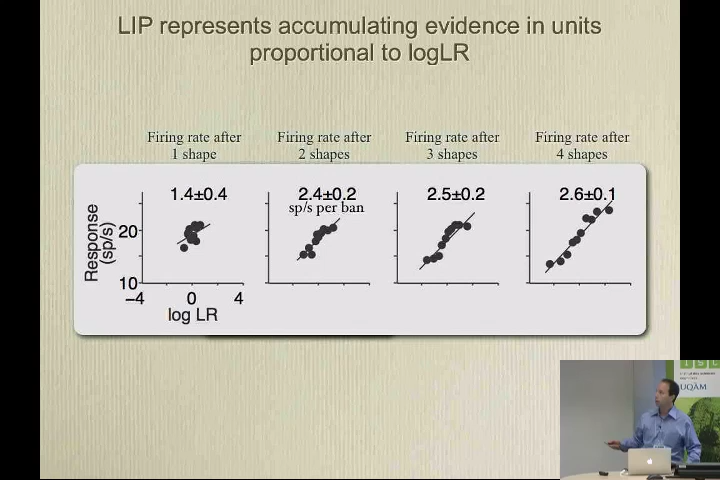 LIP represents accumulating evidence in units
proportional to logLR
Firing rate after
1 shape
Firing rate after
2 shapes
Firing rate after
3 shapes
Firing rate after
4 shapes
1.4±0.4
2.4±0.2
sp/s per ban
2.5±0.2
2.6±0.1
Response
(sp/s)
20
10
−4
0
4
log LR
UQÀM